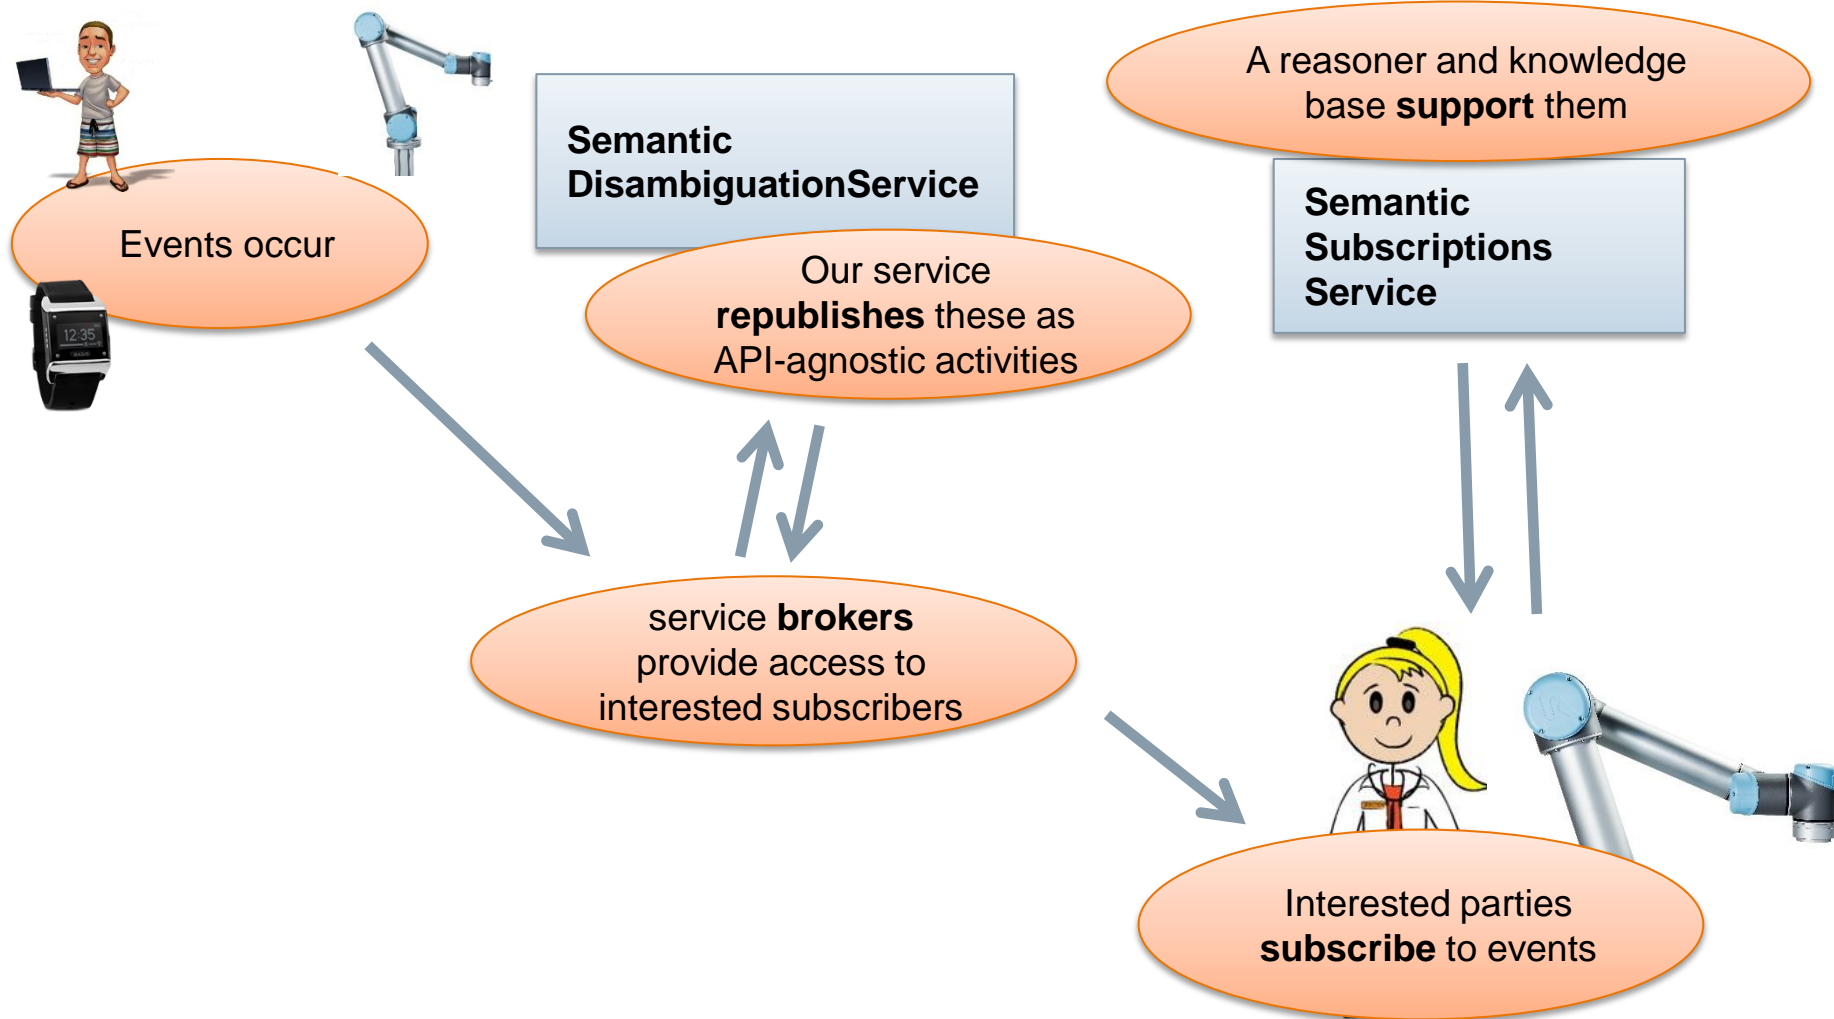 Events occur
12:35
Semantic
DisambiguationService
Our service
republishes these as
API-agnostic activities
A reasoner and knowledge
base support them
Semantic
Subscriptions
Service
service brokers
provide access to
interested subscribers
Interested parties
subscribe to events